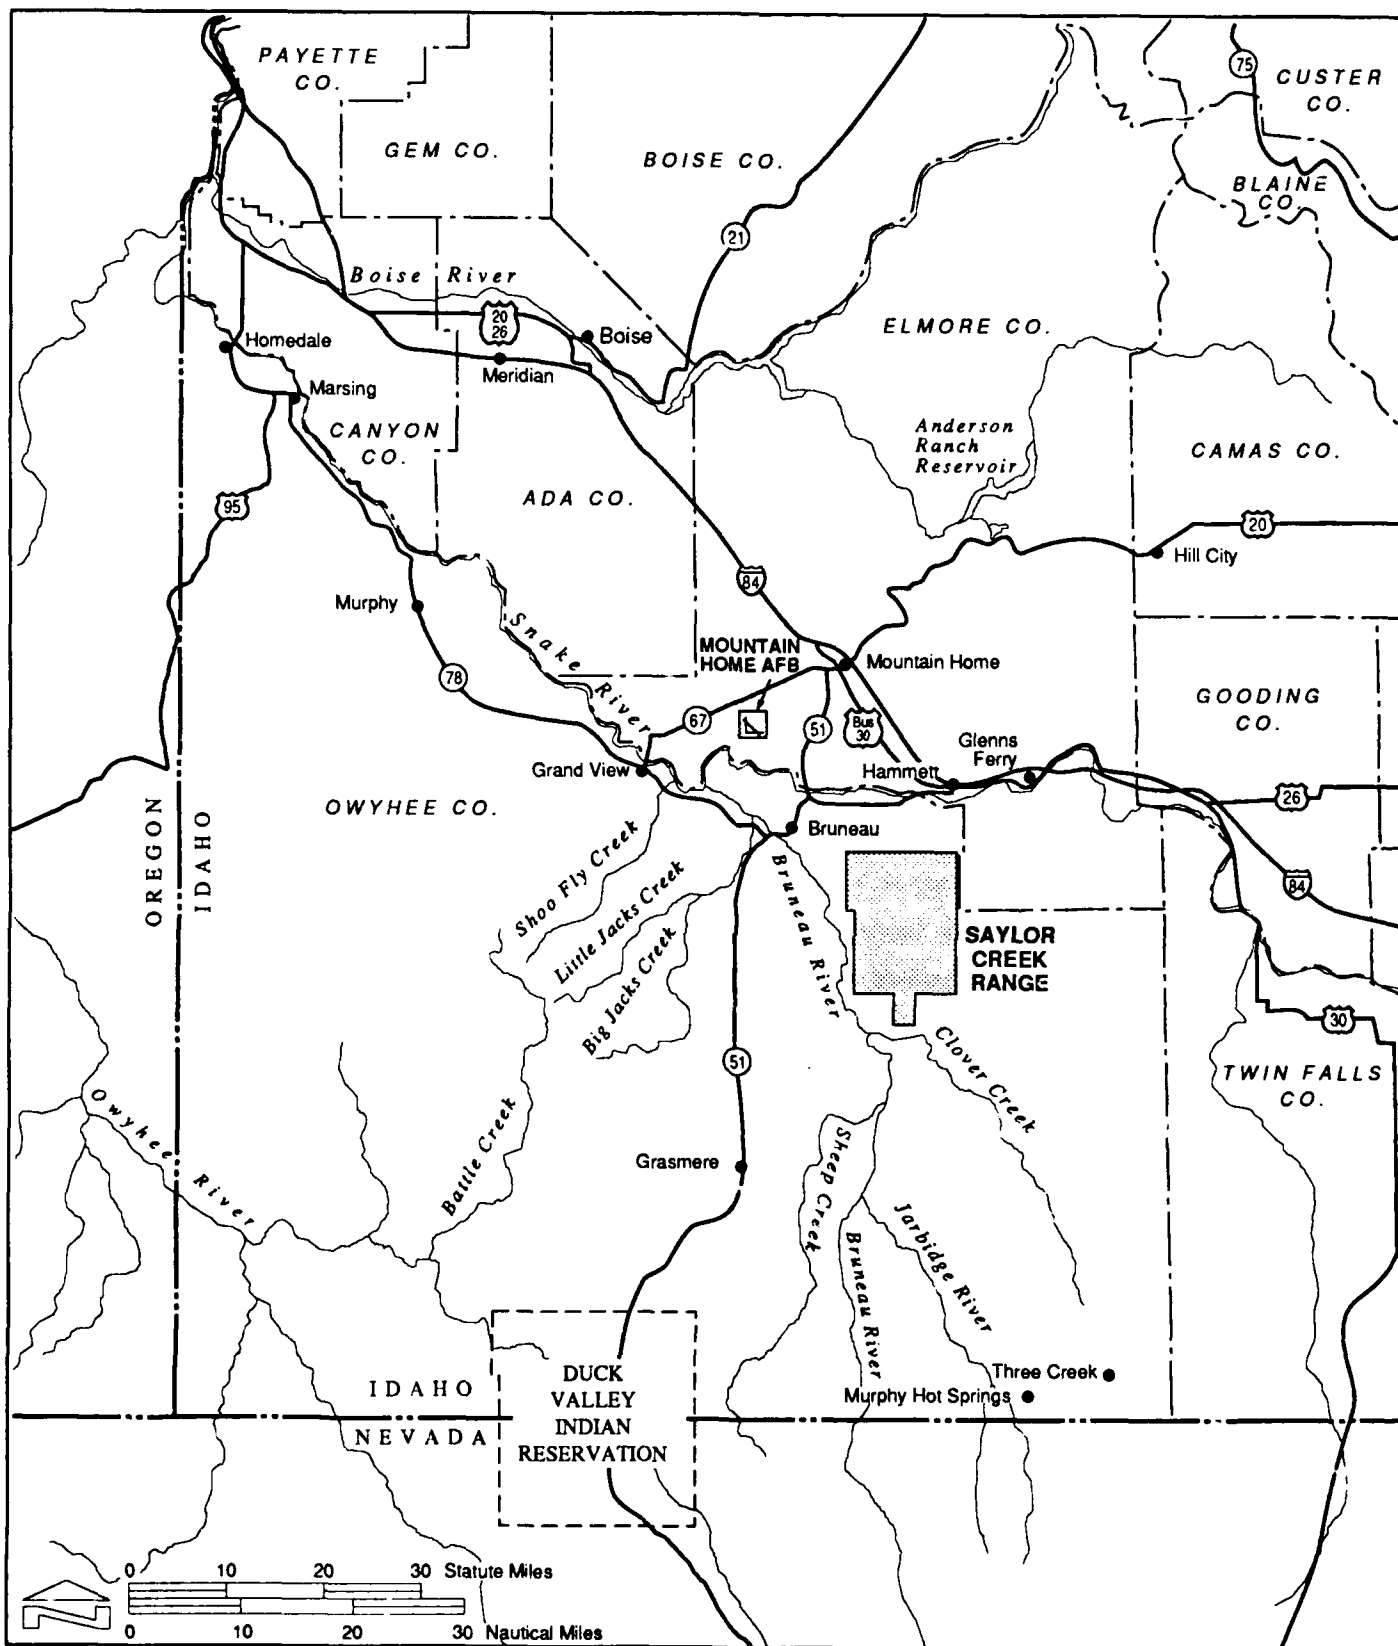 PAYETTE
CO.
75
CUSTER
CO.
GEM CO.
BOISE CO.
BLAINE
CO.
21
Boise River
20
26
Boise
ELMORE CO.
Homedale
Meridian
Marsing
CANYON
CO.
Anderson
Ranch
Reservoir
CAMAS CO.
ADA CO.
95
20
Hill City
84
Murphy
Snake River
MOUNTAIN
HOME AFB
Mountain Home
78
GOODING
CO.
67
51
Bus
30
Glenns
Ferry
Grand View
Hammett
26
OWYHEE CO.
Bruneau
OREGON
IDAHO
Shoo Fly Creek
Little Jacks Creek
Big Jacks Creek
Bruneau River
84
SAYLOR
CREEK
RANGE
30
Clover Creek
51
TWIN FALLS
CO.
Owyhee River
Battle Creek
Grasmere
Sheep Creek
Bruneau River
Jarbidge River
Three Creek
Murphy Hot Springs
IDAHO
NEVADA
DUCK
VALLEY
INDIAN
RESERVATION
0 10 20 30 Statute Miles
N
0 10 20 30 Nautical Miles